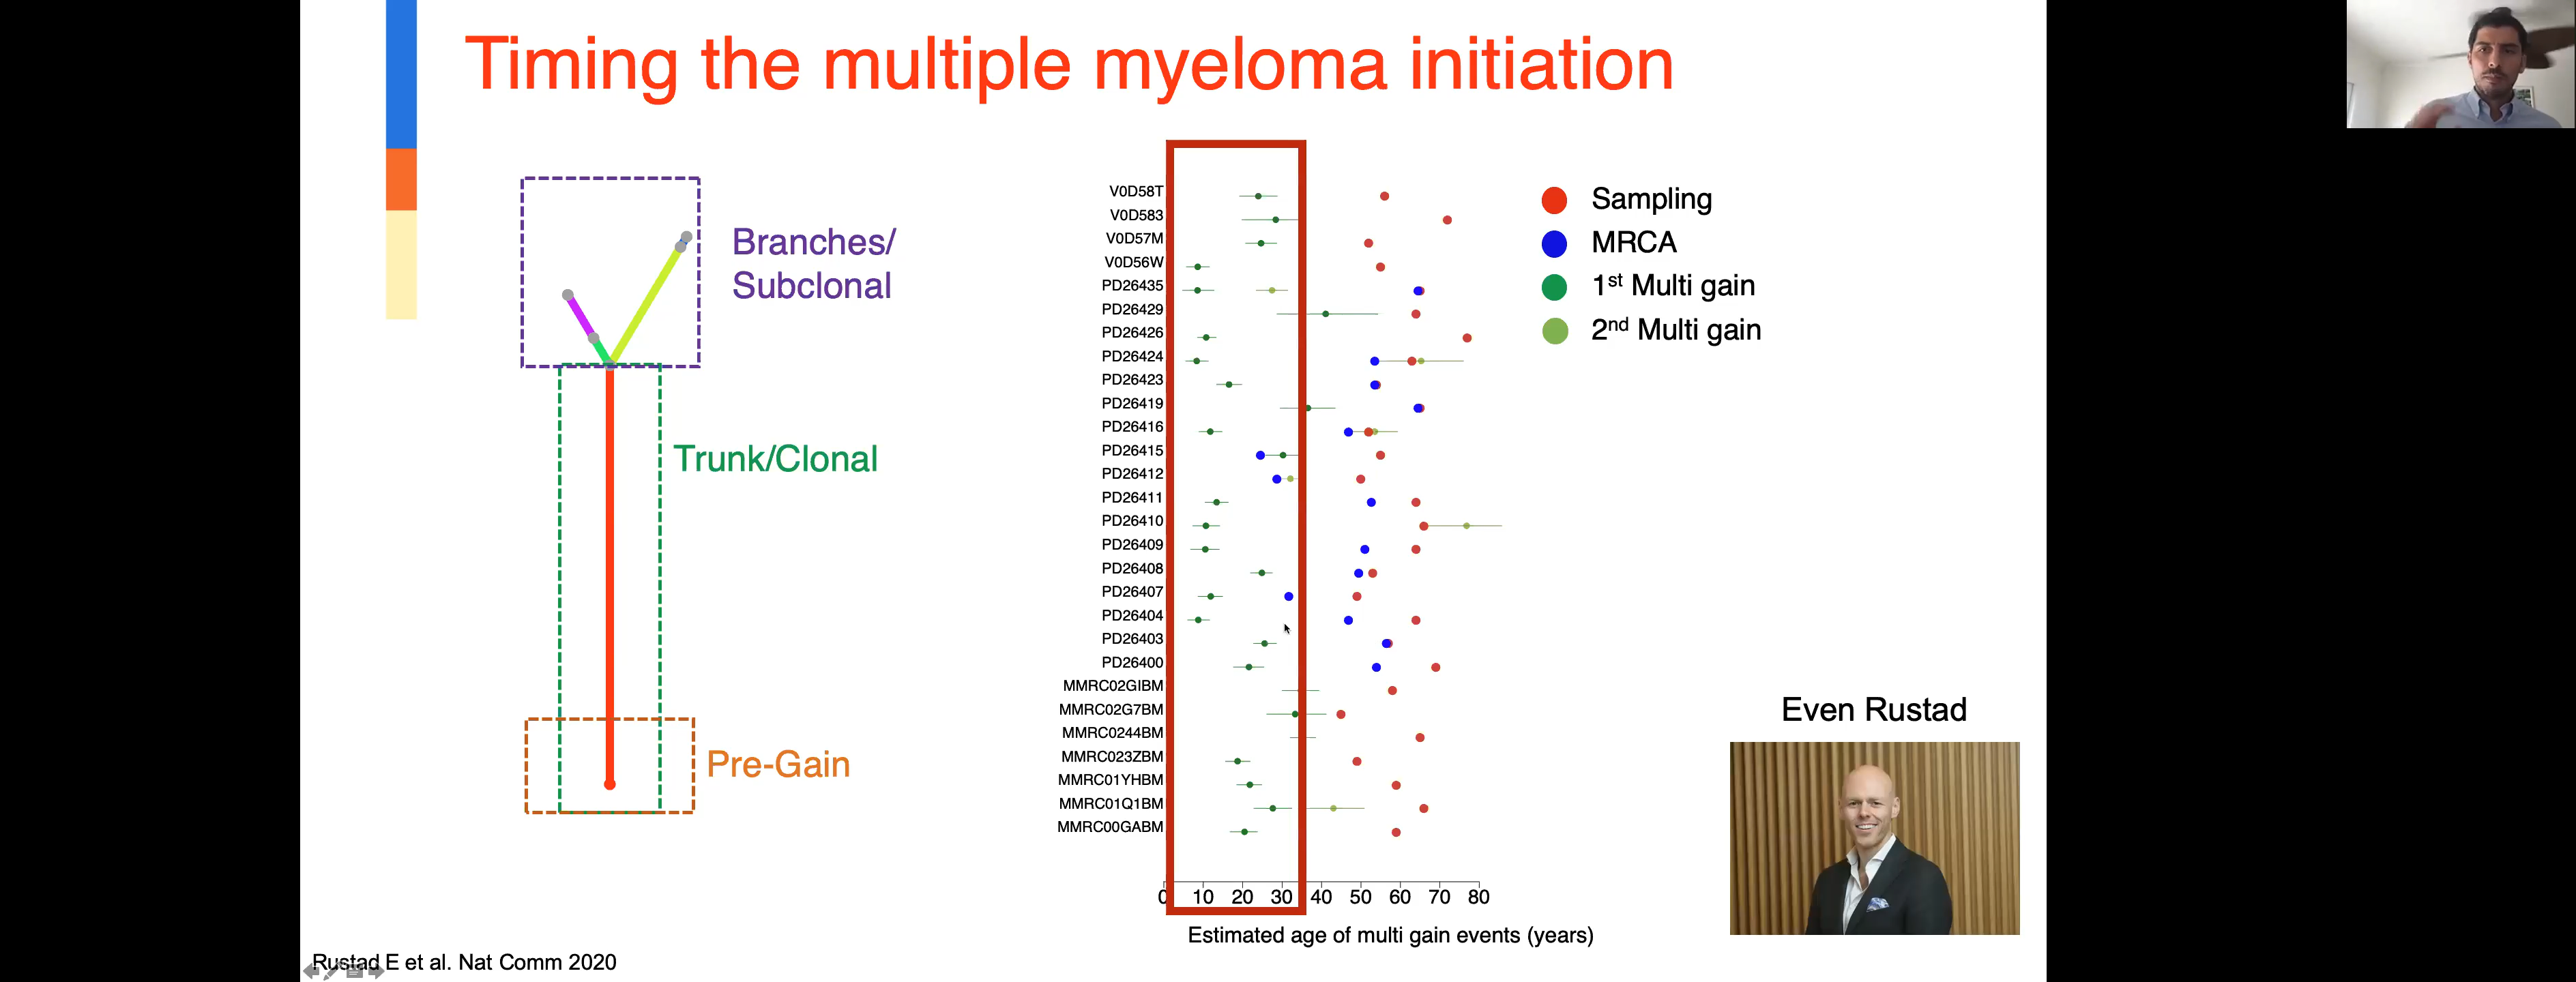 Timing the multiple myeloma initiation
Branches/
Subclonal
Trunk/Clonal
Pre-Gain
V0D58T
V0D583
V0D57M
V0D56W
PD26435
PD26429
PD26426
PD26424
PD26423
PD26419
PD26416
PD26415
PD26412
PD26411
PD26410
PD26409
PD26408
PD26407
PD26404
PD26403
PD26400
MMRC02GIBM
MMRC02G7BM
MMRC0244BM
MMRC023ZBM
MMRC01YHBM
MMRC01Q1BM
MMRC00GABM
0 10 20 30 40 50 60 70 80
Estimated age of multi gain events (years)
Sampling
MRCA
1st Multi gain
2nd Multi gain
Even Rustad
Rustad E et al. Nat Comm 2020